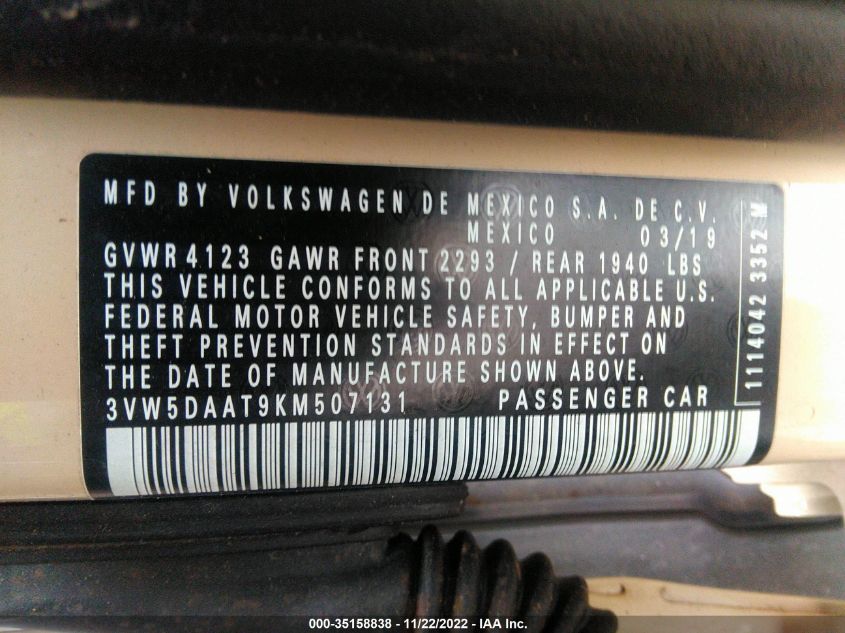 MFD BY VOLKSWAGEN DE MEXICO S.A. DE C.V.
MEXICO 03/19
GVWR 4123 GAWR FRONT 2293 / REAR 1940 LBS
THIS VEHICLE CONFORMS TO ALL APPLICABLE U.S.
FEDERAL MOTOR VEHICLE SAFETY, BUMPER AND
THEFT PREVENTION STANDARDS IN EFFECT ON
THE DATE OF MANUFACTURE SHOWN ABOVE.
3VW5DAAT9KM507131 PASSENGER CAR
1114042 3352 M
000-35158838 - 11/22/2022 - IAA Inc.